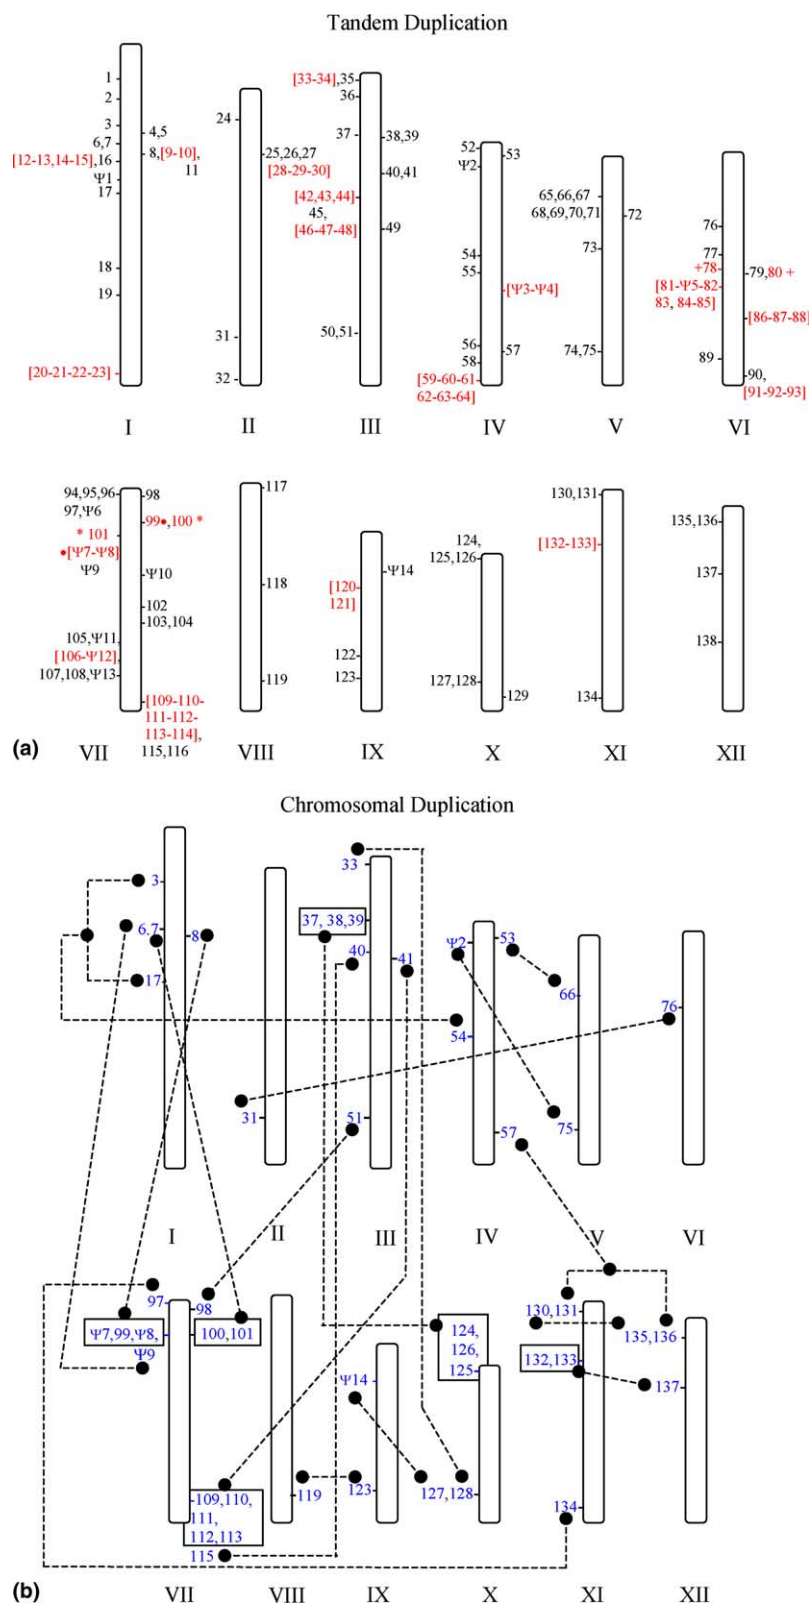 Tandem Duplication
1
2
3
4,5
6,7
8,[9-10],
11
[12-13,14-15],16
Ψ1
17
18
19
[20-21-22-23]
I
24
25,26,27
[28-29-30]
31
32
II
[33-34],35
36
37
38,39
40,41
[42,43,44]
45,
[46-47-48]
49
50,51
III
52
53
Ψ2
54
55
[Ψ3-Ψ4]
56
57
58
[59-60-61
62-63-64]
IV
65,66,67
68,69,70,71
72
73
74,75
V
76
77
+78
79,80 +
[81-Ψ5-82
83, 84-85]
[86-87-88]
89
90,
[91-92-93]
VI
94,95,96
98
97,Ψ6
99•,100 *
* 101
•[Ψ7-Ψ8]
Ψ9
Ψ10
102
103,104
105,Ψ11
[106-Ψ12]
107,108,Ψ13
[109-110-
111-112-
113-114],
115,116
VII
117
118
119
VIII
Ψ14
[120
121]
122
123
IX
124,
125,126
127,128
129
X
130,131
[132-133]
134
XI
135,136
137
138
XII
(a)
Chromosomal Duplication
3
6,7
8
17
I
31
II
33
37, 38,39
40
41
51
III
Ψ2
53
54
57
IV
66
75
V
76
VI
97
98
Ψ7,99,Ψ8,
Ψ9
100,101
109,110,
111,
112,113
115
VII
119
VIII
Ψ14
123
IX
124,
126,
125
127,128
X
130,131
132,133
134
XI
135,136
137
XII
(b)